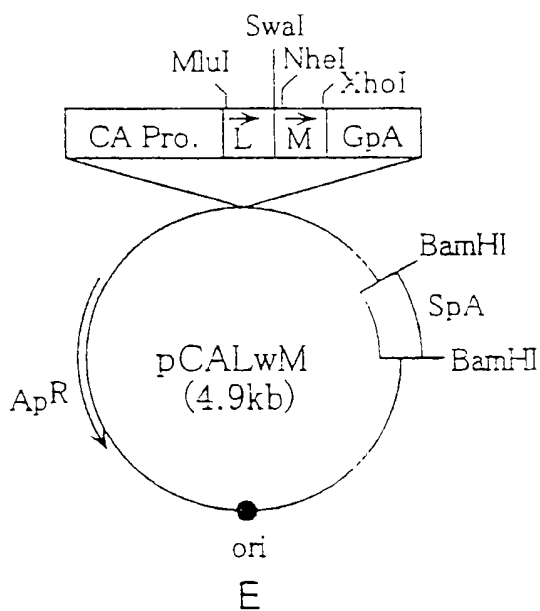 SwaI
MluI
NheI
XhoI
CA Pro.
L
M
GpA
BamHI
SpA
BamHI
pCALwM
(4.9kb)
ApR
ori
E